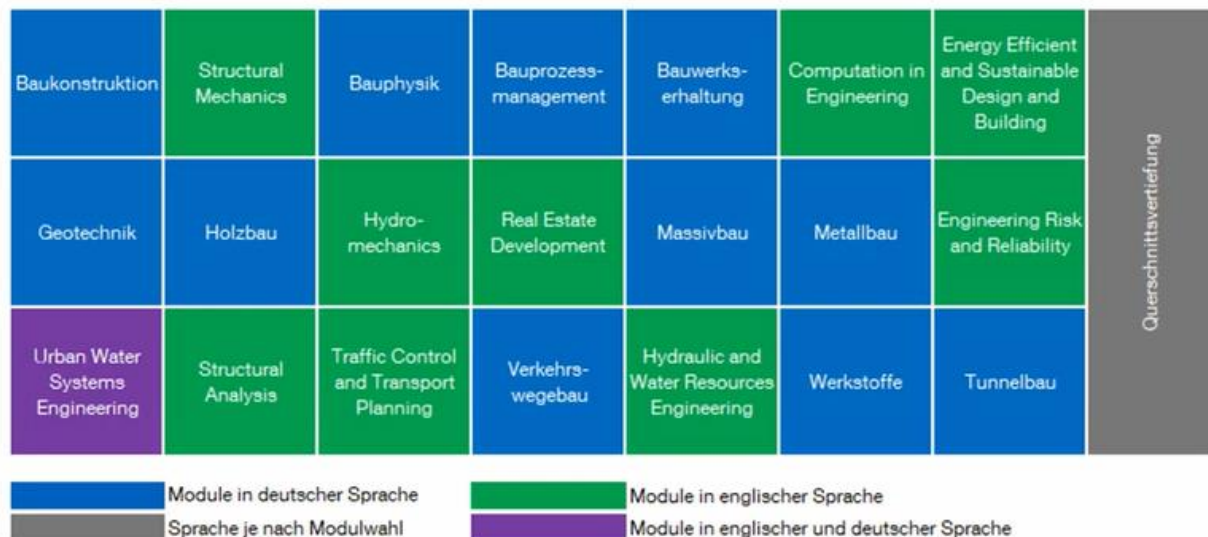 Baukonstruktion
Structural
Mechanics
Bauphysik
Bauprozess-
management
Bauwerks-
erhaltung
Computation in
Engineering
Energy Efficient
and Sustainable
Design and
Building
Geotechnik
Holzbau
Hydro-
mechanics
Real Estate
Development
Massivbau
Metallbau
Engineering Risk
and Reliability
Urban Water
Systems
Engineering
Structural
Analysis
Traffic Control
and Transport
Planning
Verkehrs-
wegebau
Hydraulic and
Water Resources
Engineering
Werkstoffe
Tunnelbau
Querschnittsvertiefung
Module in deutscher Sprache
Module in englischer Sprache
Sprache je nach Modulwahl
Module in englischer und deutscher Sprache